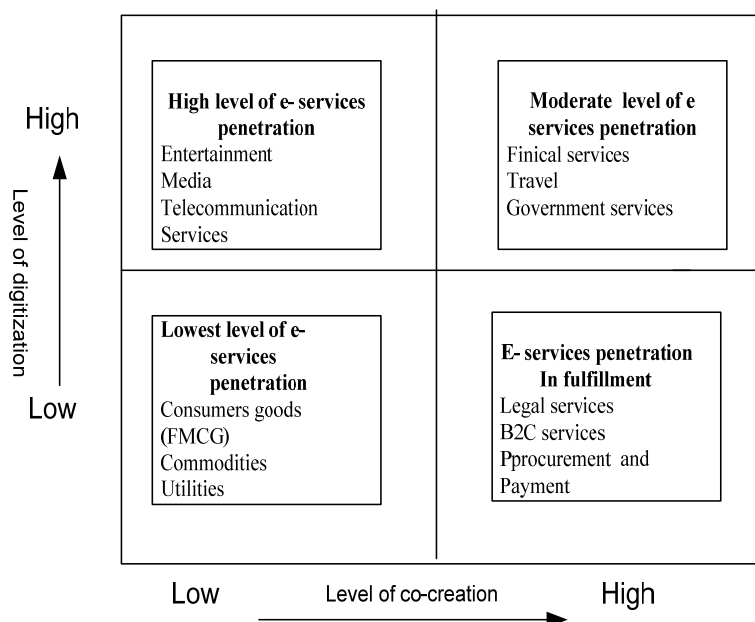 High
Level of digitization
Low
High level of e- services
penetration
Entertainment
Media
Telecommunication
Services
Moderate level of e
services penetration
Finical services
Travel
Government services
Lowest level of e-
services
penetration
Consumers goods
(FMCG)
Commodities
Utilities
E- services penetration
In fulfillment
Legal services
B2C services
Pprocurement and
Payment
Low
Level of co-creation
High